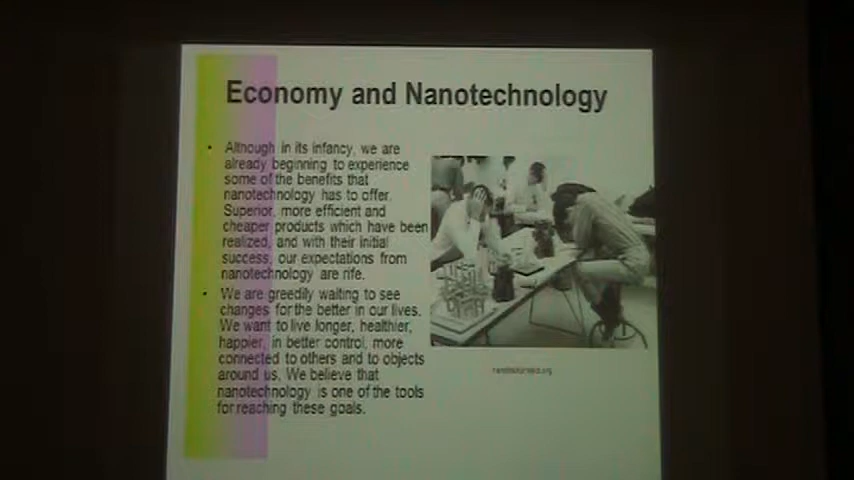 Economy and Nanotechnology
• Although in its infancy, we are
already beginning to experience
some of the benefits that
nanotechnology has to offer.
Superior, more efficient and
cheaper products which have been
realized, and with their initial
success, our expectations from
nanotechnology are rife.
• We are greedily waiting to see
changes for the better in our lives.
We want to live longer, healthier,
happier, in better control, more
connected to others and to objects
around us. We believe that
nanotechnology is one of the tools
for reaching these goals.